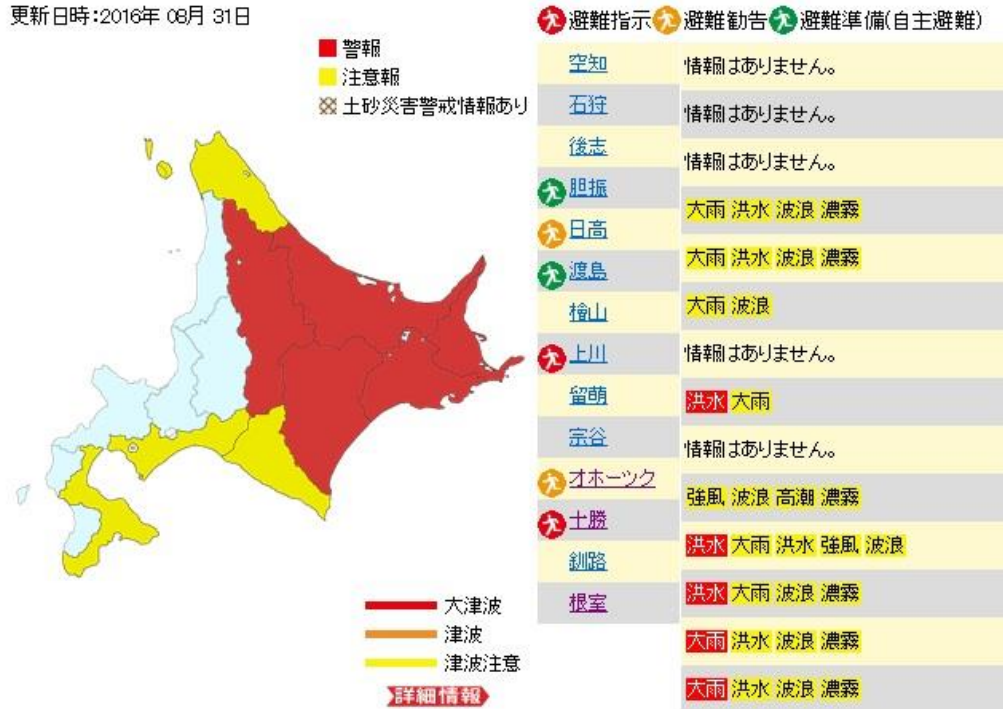 更新日時:2016年 08月 31日
警報
注意報
土砂災害警戒情報あり
大津波
津波
津波注意
詳細情報
避難指示 避難勧告 避難準備(自主避難)
空知 情報はありません。
石狩 情報はありません。
後志 情報はありません。
胆振 大雨 洪水 波浪 濃霧
日高 大雨 洪水 波浪 濃霧
渡島 大雨 波浪
檜山 情報はありません。
上川 洪水 大雨
留萌 情報はありません。
宗谷 強風 波浪 高潮 濃霧
オホーツク 洪水 大雨 洪水 強風 波浪
十勝 洪水 大雨 波浪 濃霧
釧路 大雨 洪水 波浪 濃霧
根室 大雨 洪水 波浪 濃霧